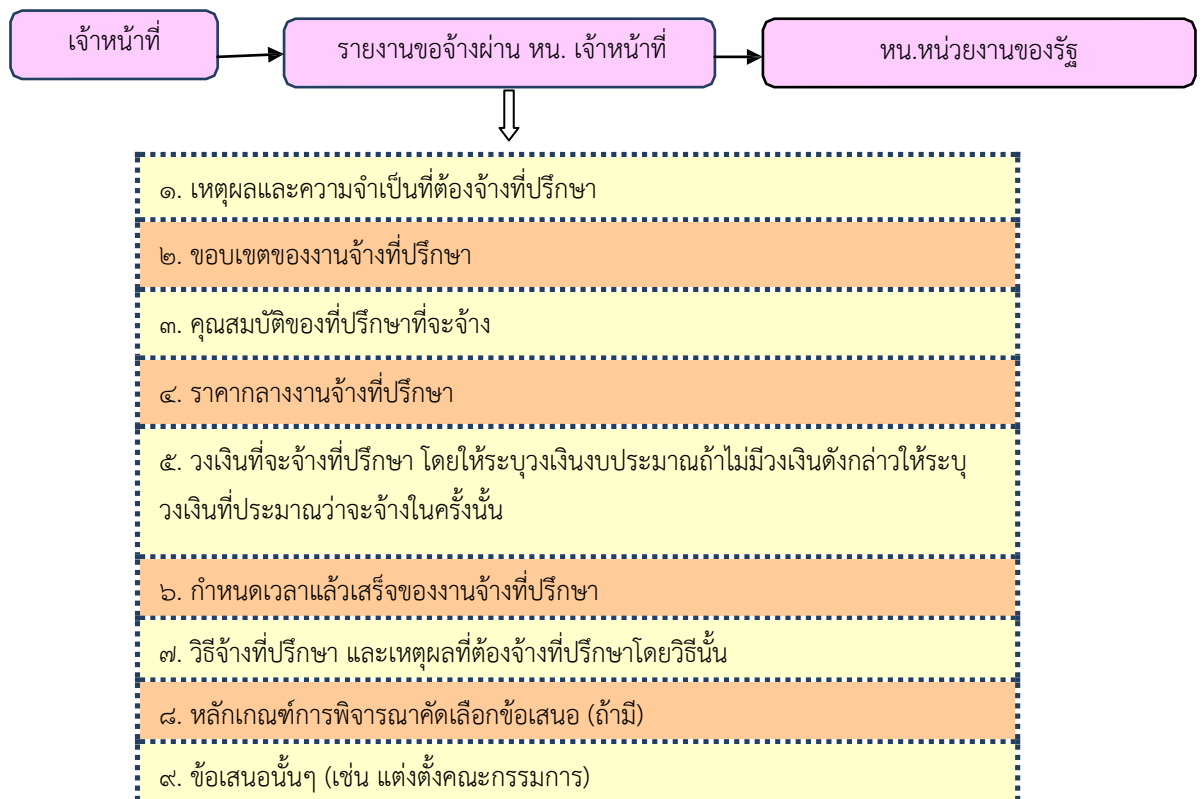 เจ้าหน้าที่
รายงานขอจ้างผ่าน หน. เจ้าหน้าที่
หน.หน่วยงานของรัฐ
๑. เหตุผลและความจำเป็นที่ต้องจ้างที่ปรึกษา
๒. ขอบเขตของงานจ้างที่ปรึกษา
๓. คุณสมบัติของที่ปรึกษาที่จะจ้าง
๔. ราคากลางงานจ้างที่ปรึกษา
๕. วงเงินที่จะจ้างที่ปรึกษา โดยให้ระบุวงเงินงบประมาณถ้าไม่มีวงเงินดังกล่าวให้ระบุ
วงเงินที่ประมาณว่าจะจ้างในครั้งนั้น
๖. กำหนดเวลาแล้วเสร็จของงานจ้างที่ปรึกษา
๗. วิธีจ้างที่ปรึกษา และเหตุผลที่ต้องจ้างที่ปรึกษาโดยวิธีนั้น
๘. หลักเกณฑ์การพิจารณาคัดเลือกข้อเสนอ (ถ้ามี)
๙. ข้อเสนอนั้นๆ (เช่น แต่งตั้งคณะกรรมการ)